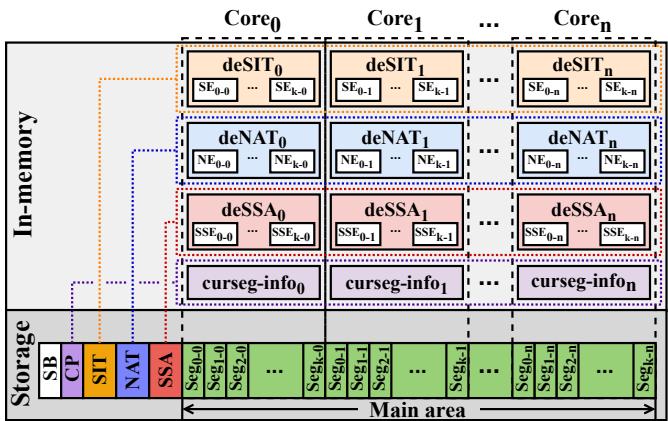 Core0 Core1 ... Coren
In-memory
deSIT0 deSIT1 deSITn
SE0-0 ... SEk-0 SE0-1 ... SEk-1 ... SE0-n ... SEk-n
deNAT0 deNAT1 deNATn
NE0-0 ... NEk-0 NE0-1 ... NEk-1 ... NE0-n ... NEk-n
deSSA0 deSSA1 deSSAn
SSE0-0 ... SSEk-0 SSE0-1 ... SSEk-1 ... SSE0-n ... SSEk-n
curseg-info0 curseg-info1 ... curseg-infon
Storage
SB CP SIT NAT SSA Seg0-0 Seg1-0 Seg2-0 ... Segk-0 Seg0-1 Seg1-1 Seg2-1 ... Segk-1 ... Seg0-n Seg1-n Seg2-n ... Segk-n
Main area